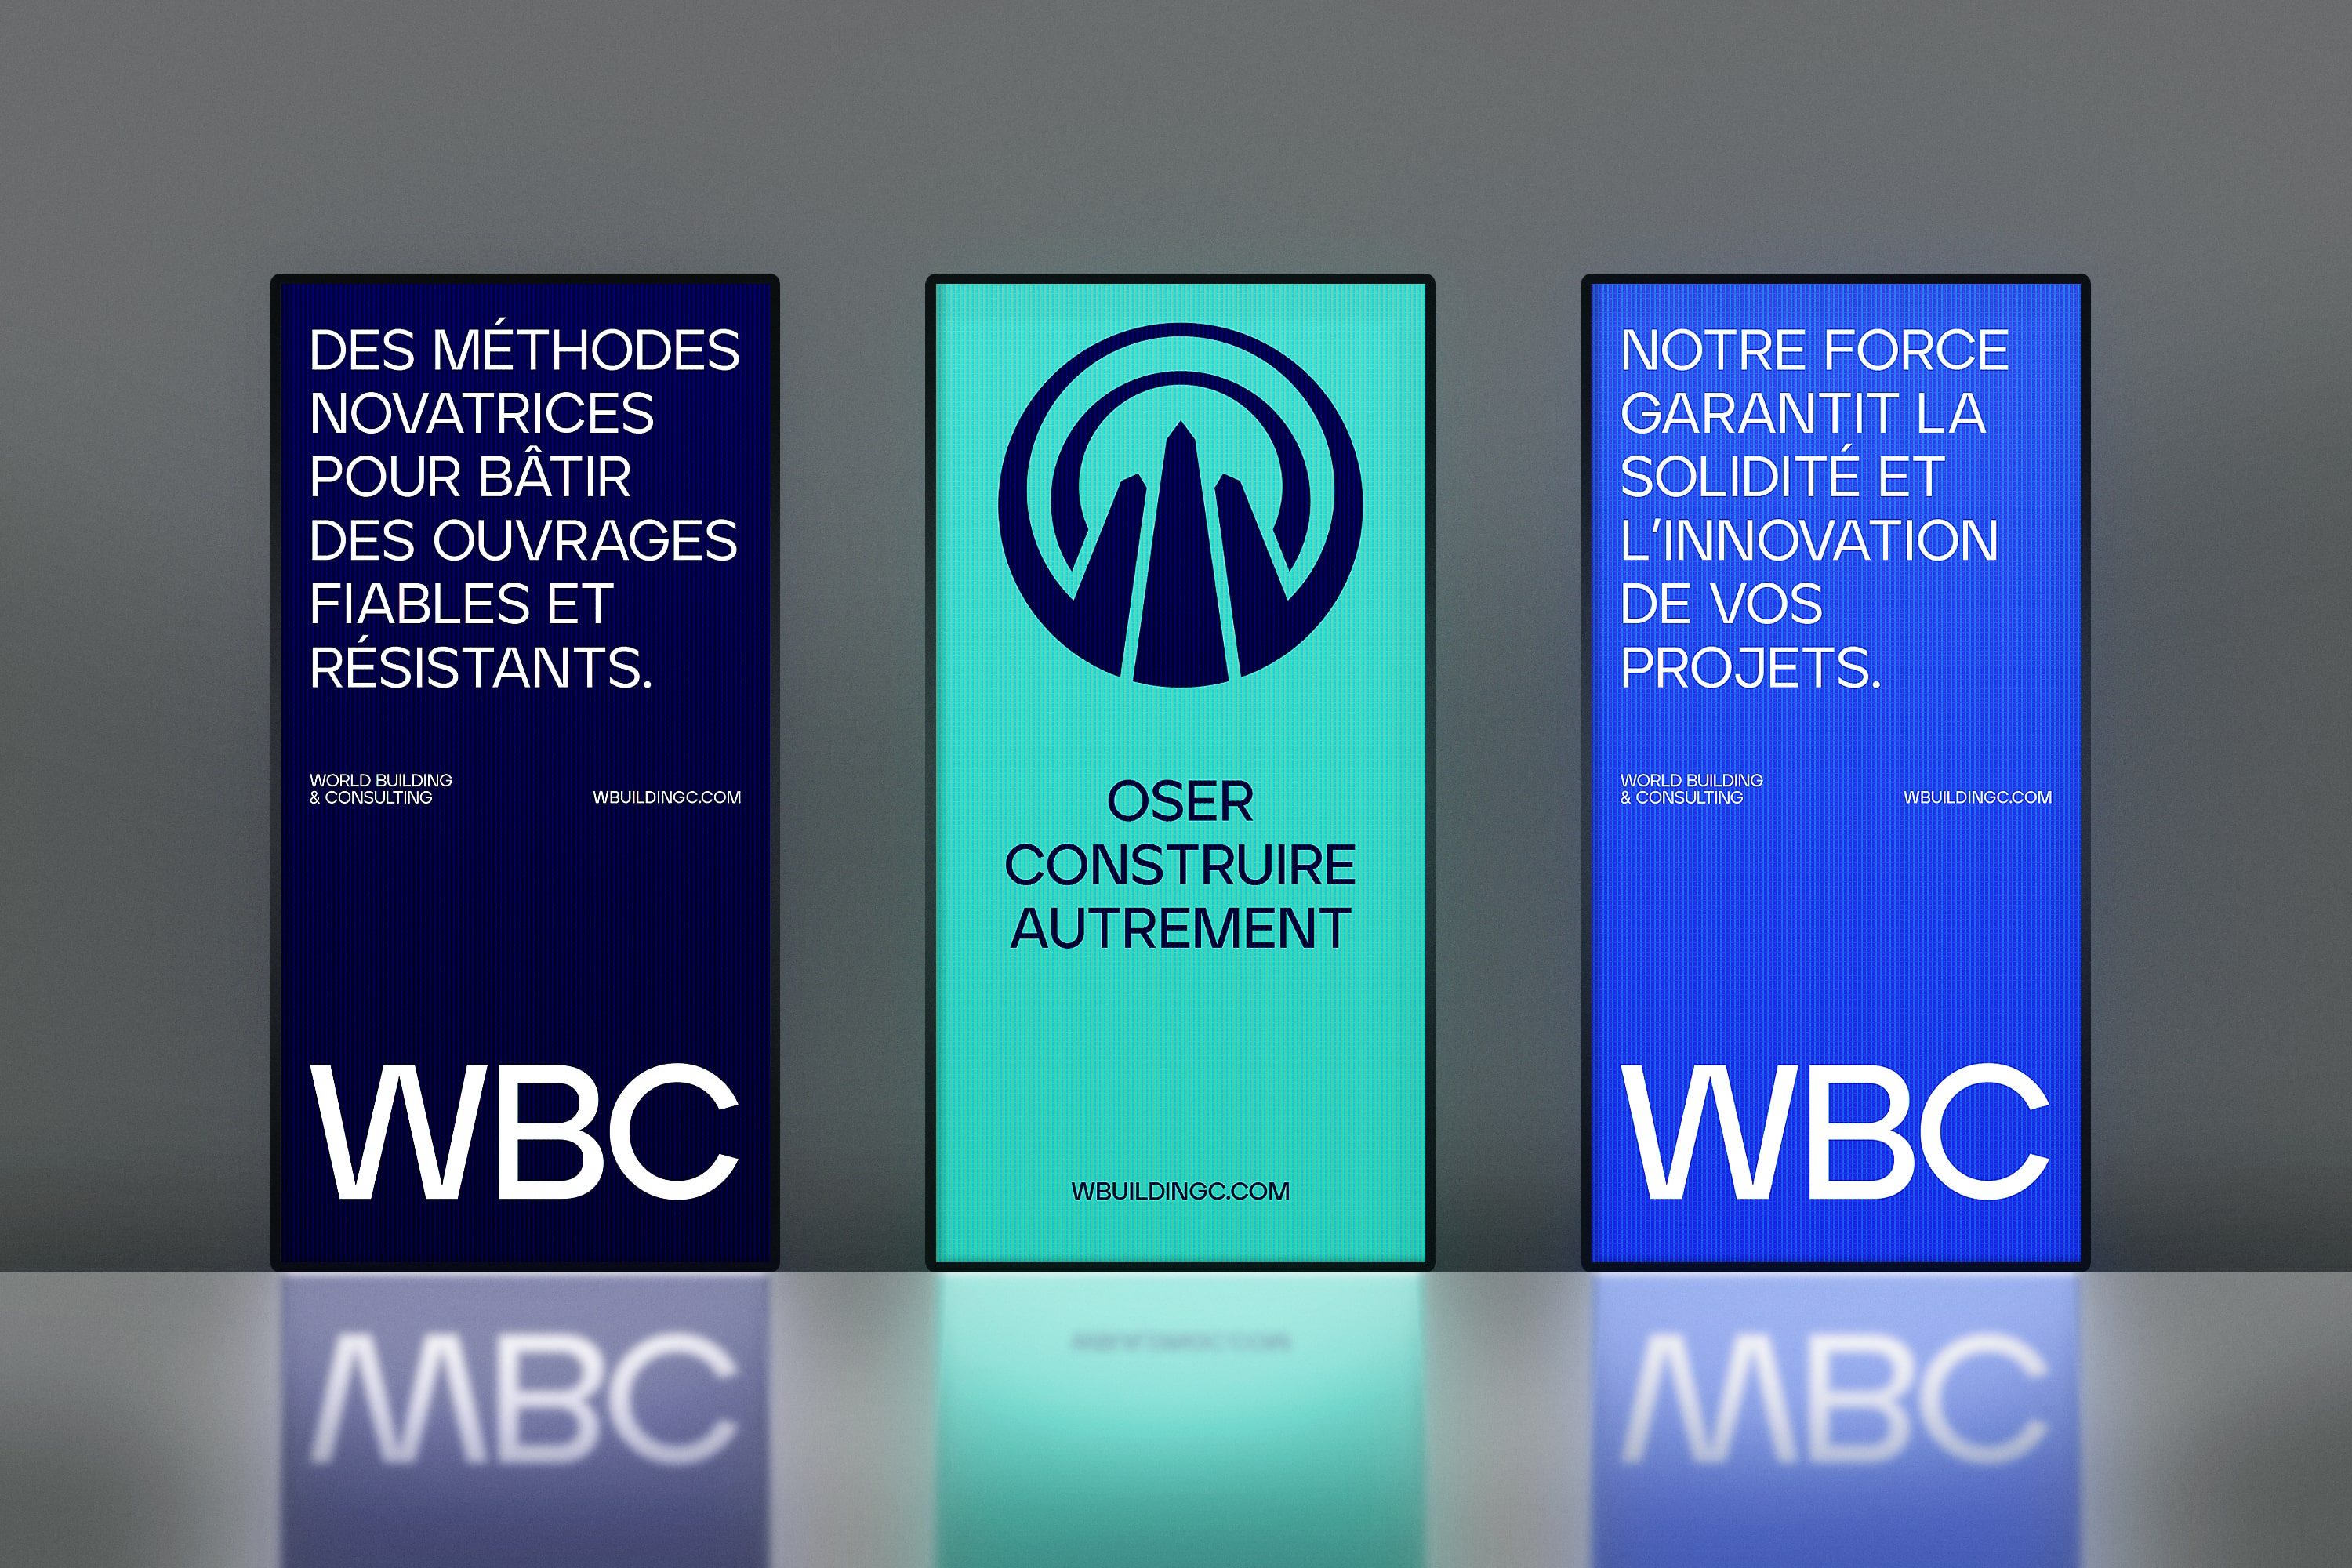 DES MÉTHODES
NOVATRICES
POUR BÂTIR
DES OUVRAGES
FIABLES ET
RÉSISTANTS.
WORLD BUILDING
& CONSULTING
WBUILDINGC.COM
WBC
OSER
CONSTRUIRE
AUTREMENT
WBUILDINGC.COM
NOTRE FORCE
GARANTIT LA
SOLIDITÉ ET
L’INNOVATION
DE VOS
PROJETS.
WORLD BUILDING
& CONSULTING
WBUILDINGC.COM
WBC